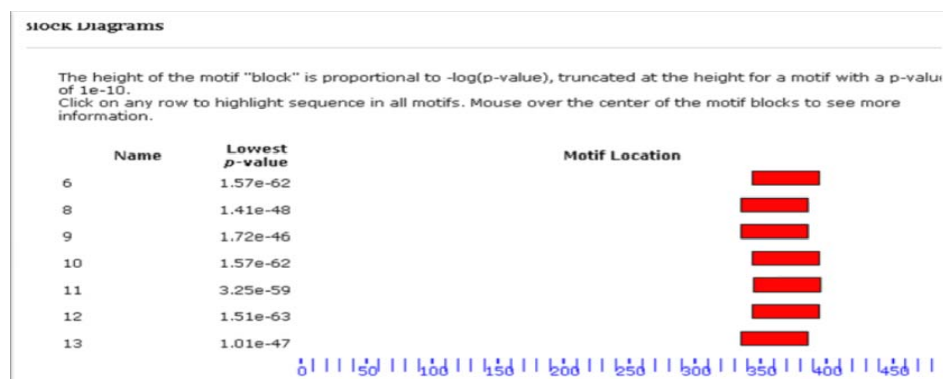 Block Diagrams
The height of the motif "block" is proportional to -log(p-value), truncated at the height for a motif with a p-valu
of 1e-10.
Click on any row to highlight sequence in all motifs. Mouse over the center of the motif blocks to see more
information.
Name Lowest p-value Motif Location
6 1.57e-62
8 1.41e-48
9 1.72e-46
10 1.57e-62
11 3.25e-59
12 1.51e-63
13 1.01e-47
0 50 100 150 200 250 300 350 400 450